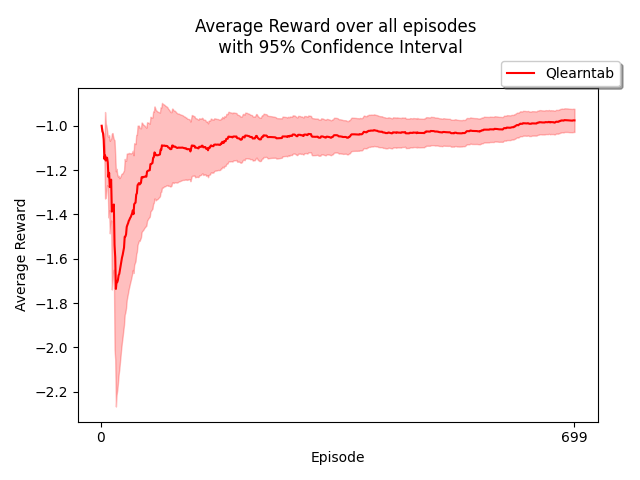 Average Reward over all episodes
with 95% Confidence Interval
Qlearntab
−1.0
−1.2
−1.4
−1.6
−1.8
−2.0
−2.2
Average Reward
0
699
Episode